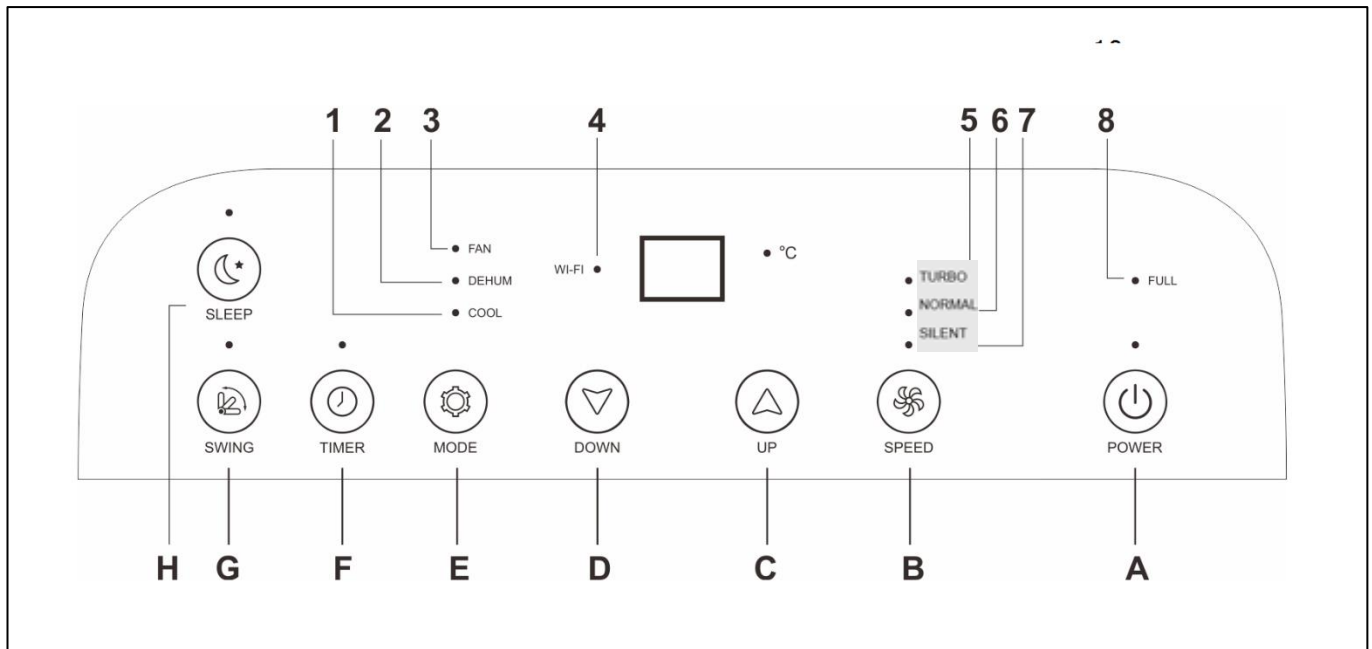 1 2 3 4 5 6 7 8
FAN
WI-FI
°C
DEHUM
TURBO
FULL
COOL
NORMAL
SLEEP
SILENT
SWING TIMER MODE DOWN UP SPEED POWER
H G F E D C B A